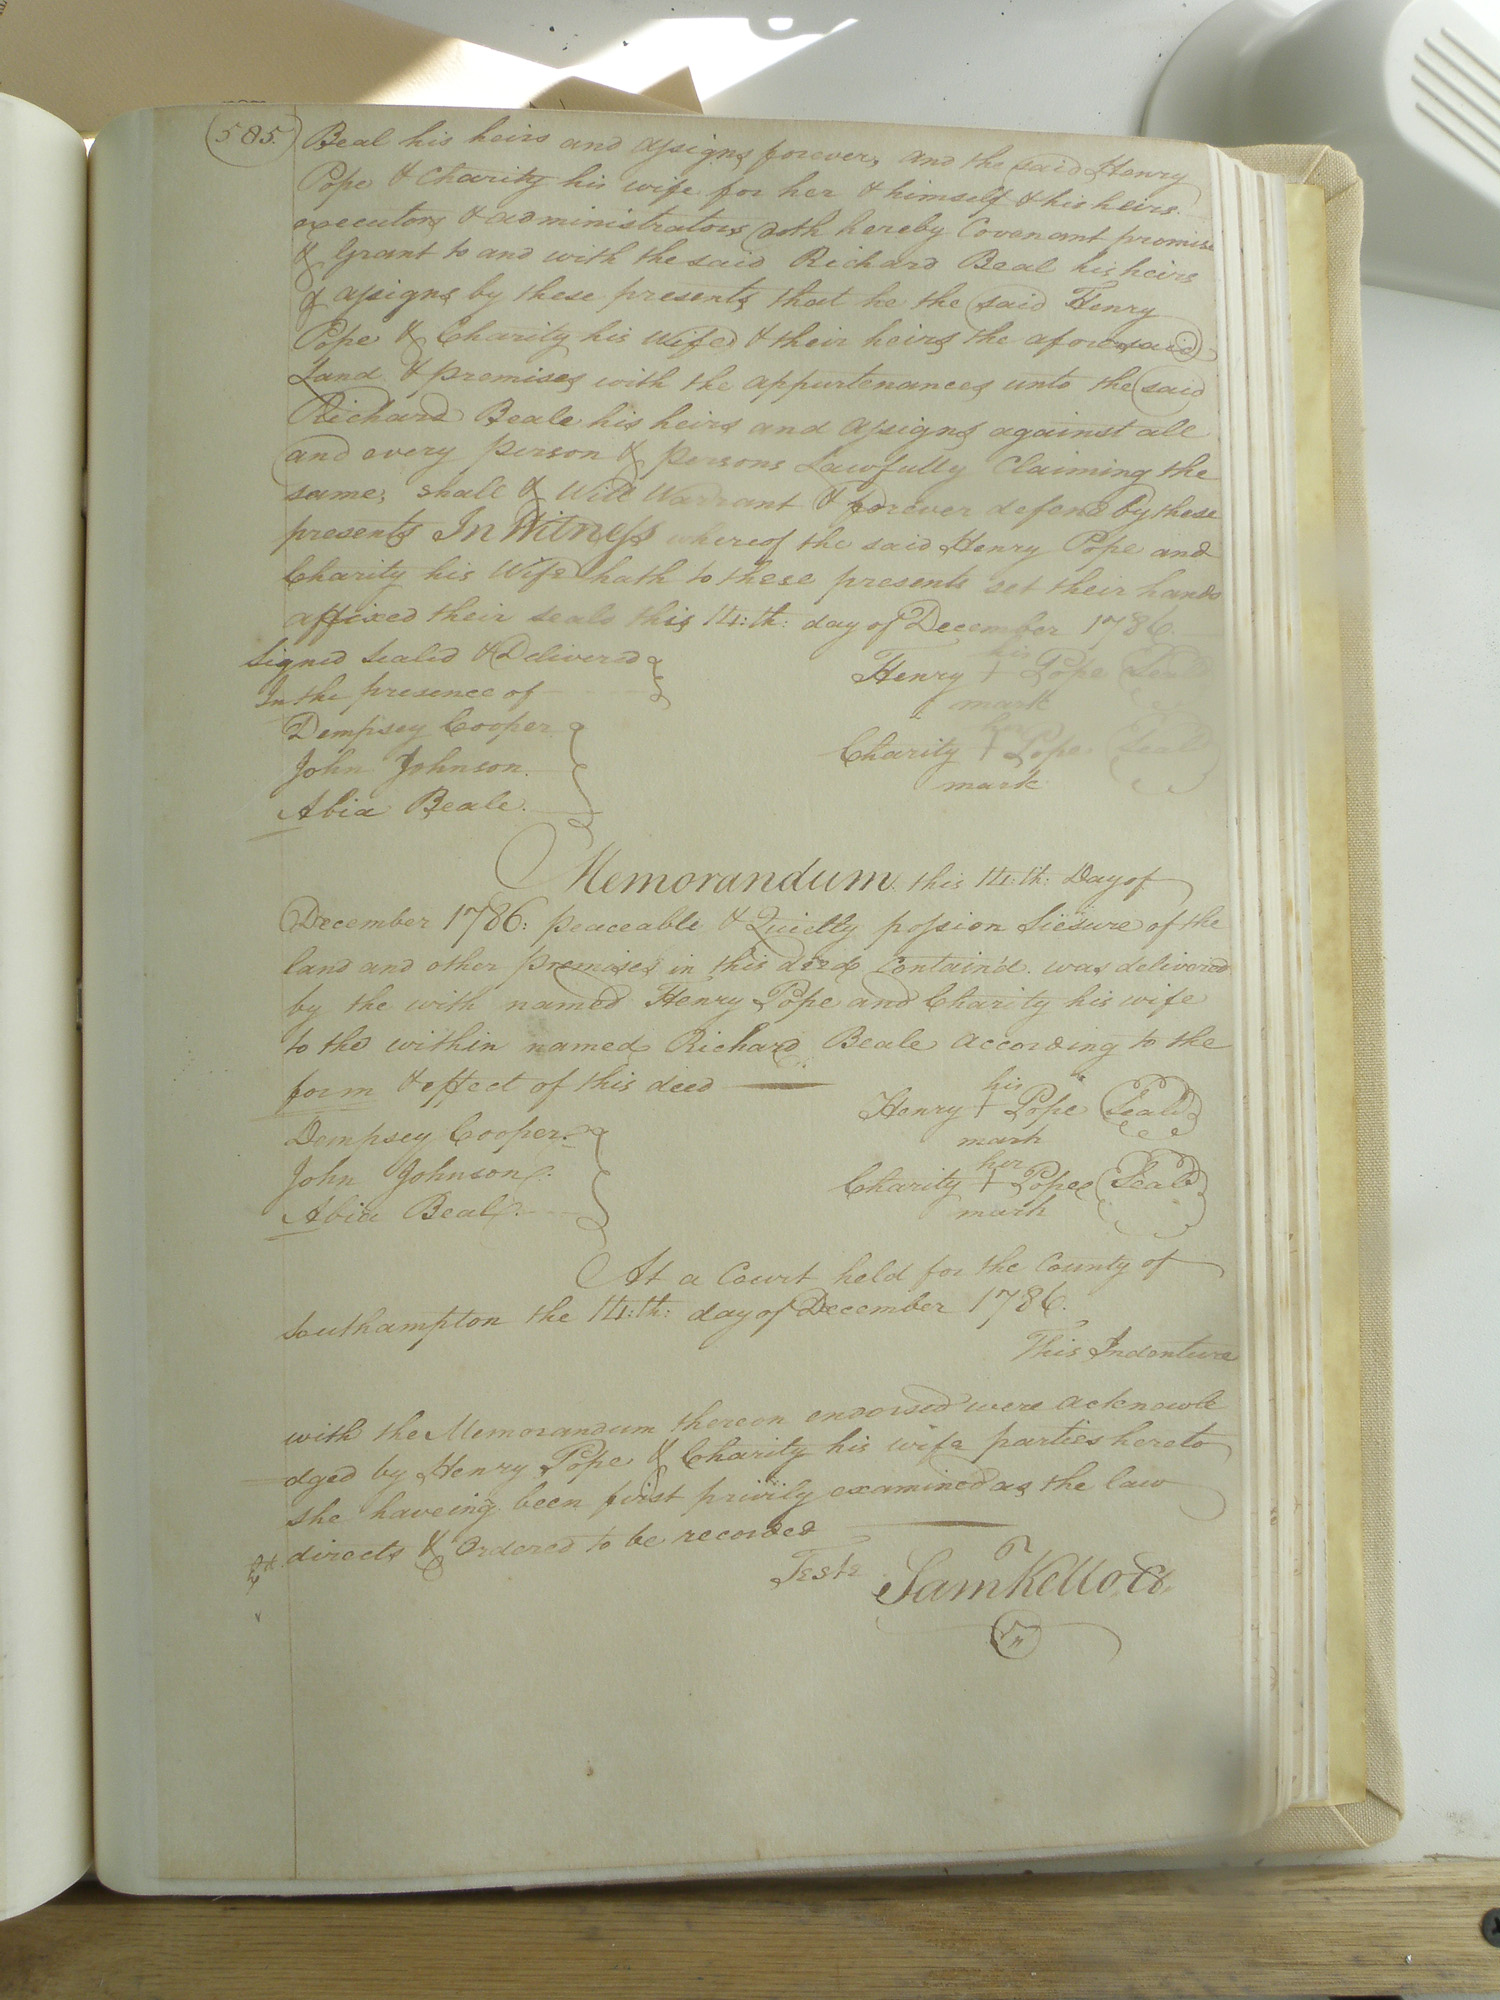 585.
Beal his heirs and assigns forever, and the said Henry
Pope & Charity his wife for her & himself & his heirs
executors & administrators doth hereby Covenant promise
& Grant to and with the said Richard Beal his heirs
& assigns by these presents that he the said Henry
Pope & Charity his Wife & their heirs the aforesaid
Land & premises with the appurtenances unto the said
Richard Beale his heirs and assigns against all
and every person & persons Lawfully Claiming the
same; shall & Will Warrant & forever defend by these
presents In Witness whereof the said Henry Pope and
Charity his Wife hath to these presents set their hands
affixed their seals this 14:th: day of December 1786.
Signed Sealed & Delivered
In the presence of
Dempsey Cooper
John Johnson.
Abia Beale.
his
Henry + Pope Seal
mark
her
Charity + Pope Seal
mark
Memorandum this 14:th: Day of
December 1786: peaceable & Quietly possion Siesure of the
land and other premises in this deed Contain'd. was delivered
by the with named Henry Pope and Charity his wife
to the within named Richard Beale according to the
form & effect of this deed
Dempsey Cooper.
John Johnson.
Abia Beale.
his
Henry + Pope Seal
mark
her
Charity + Pope Seal
mark
At a Court held for the County of
Southampton the 14:th: day of December 1786.
This Indenture
with the Memorandum thereon endorsed were acknowle
dged by Henry Pope & Charity his wife parties hereto
she haveing been first privily examined as the law
directs & Ordered to be recorded
Teste Sam Kello